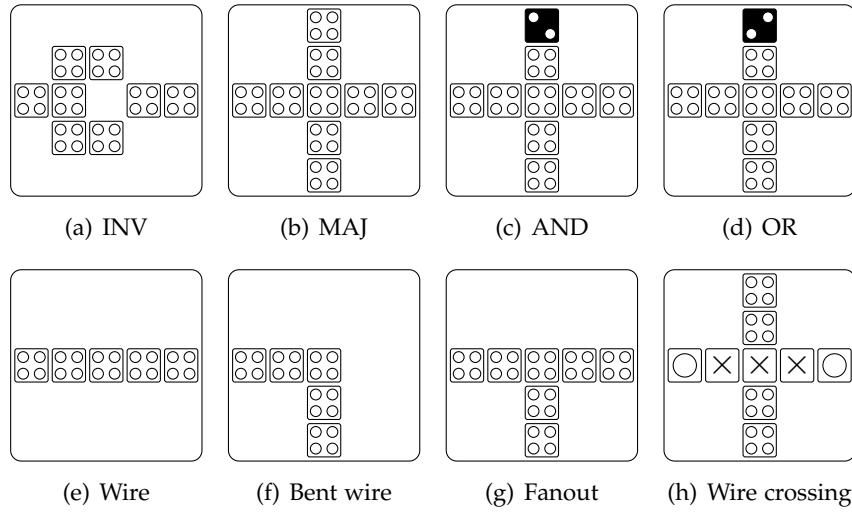 (a) INV
(b) MAJ
(c) AND
(d) OR
(e) Wire
(f) Bent wire
(g) Fanout
(h) Wire crossing